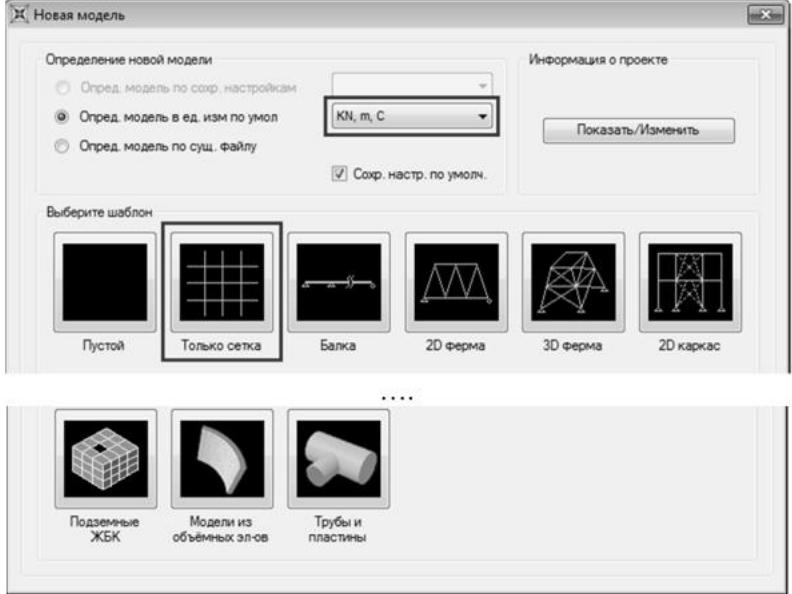 Новая модель
Определение новой модели
Информация о проекте
Опред. модель по сохр. настройкам
Опред. модель в ед. изм по умол
KN, m, C
Показать/Изменить
Опред. модель по сущ. файлу
Сохр. настр. по умолч.
Выберите шаблон
Пустой
Только сетка
Балка
2D ферма
3D ферма
2D каркас
....
Подземные
ЖБК
Модели из
объёмных эл-ов
Трубы и
пластины